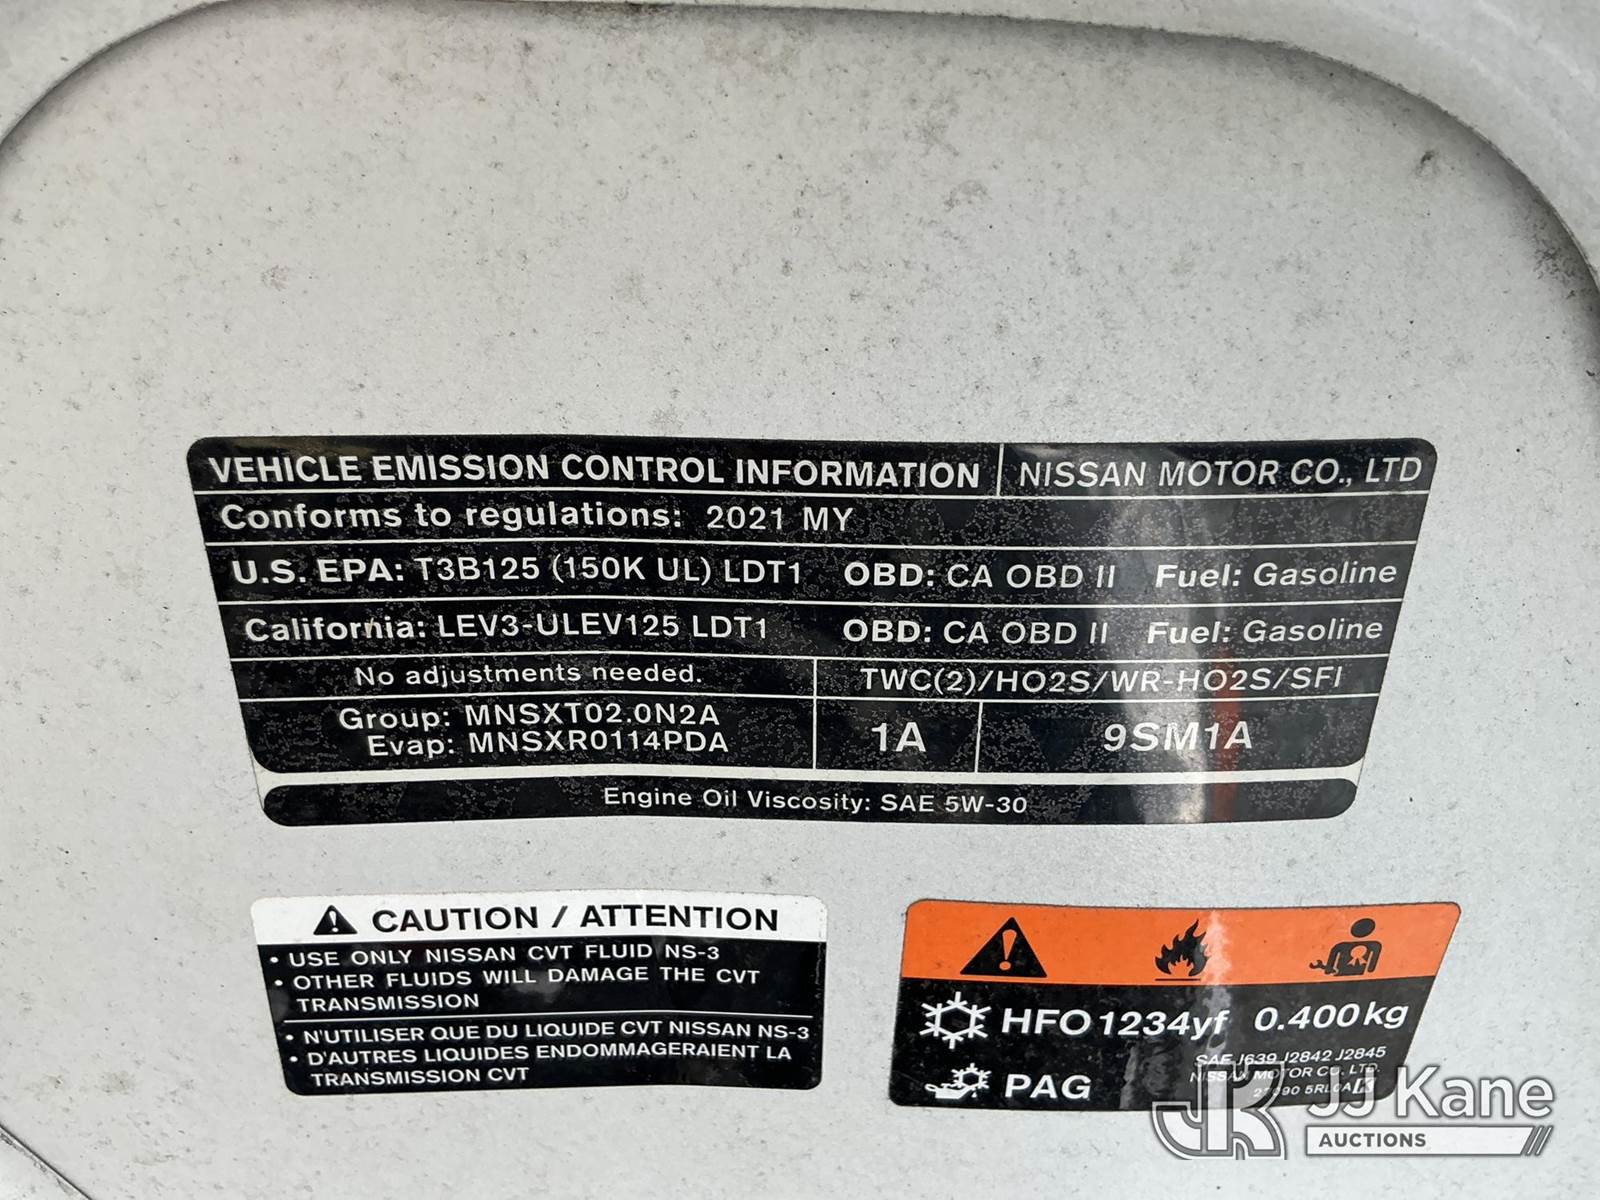 VEHICLE EMISSION CONTROL INFORMATION NISSAN MOTOR CO., LTD
Conforms to regulations: 2021 MY
U.S. EPA: T3B125 (150K UL) LDT1 OBD: CA OBD II Fuel: Gasoline
California: LEV3-ULEV125 LDT1 OBD: CA OBD II Fuel: Gasoline
No adjustments needed. TWC(2)/HO2S/WR-HO2S/SFI
Group: MNSXT02.0N2A
Evap: MNSXR0114PDA
1A 9SM1A
Engine Oil Viscosity: SAE 5W-30
CAUTION / ATTENTION
• USE ONLY NISSAN CVT FLUID NS-3
• OTHER FLUIDS WILL DAMAGE THE CVT
TRANSMISSION
• N'UTILISER QUE DU LIQUIDE CVT NISSAN NS-3
• D'AUTRES LIQUIDES ENDOMMAGERAIENT LA
TRANSMISSION CVT
HFO1234yf 0.400kg
SAE J639 J2842 J2845
NISSAN MOTOR CO. LTD.
PAG
JJ Kane
AUCTIONS